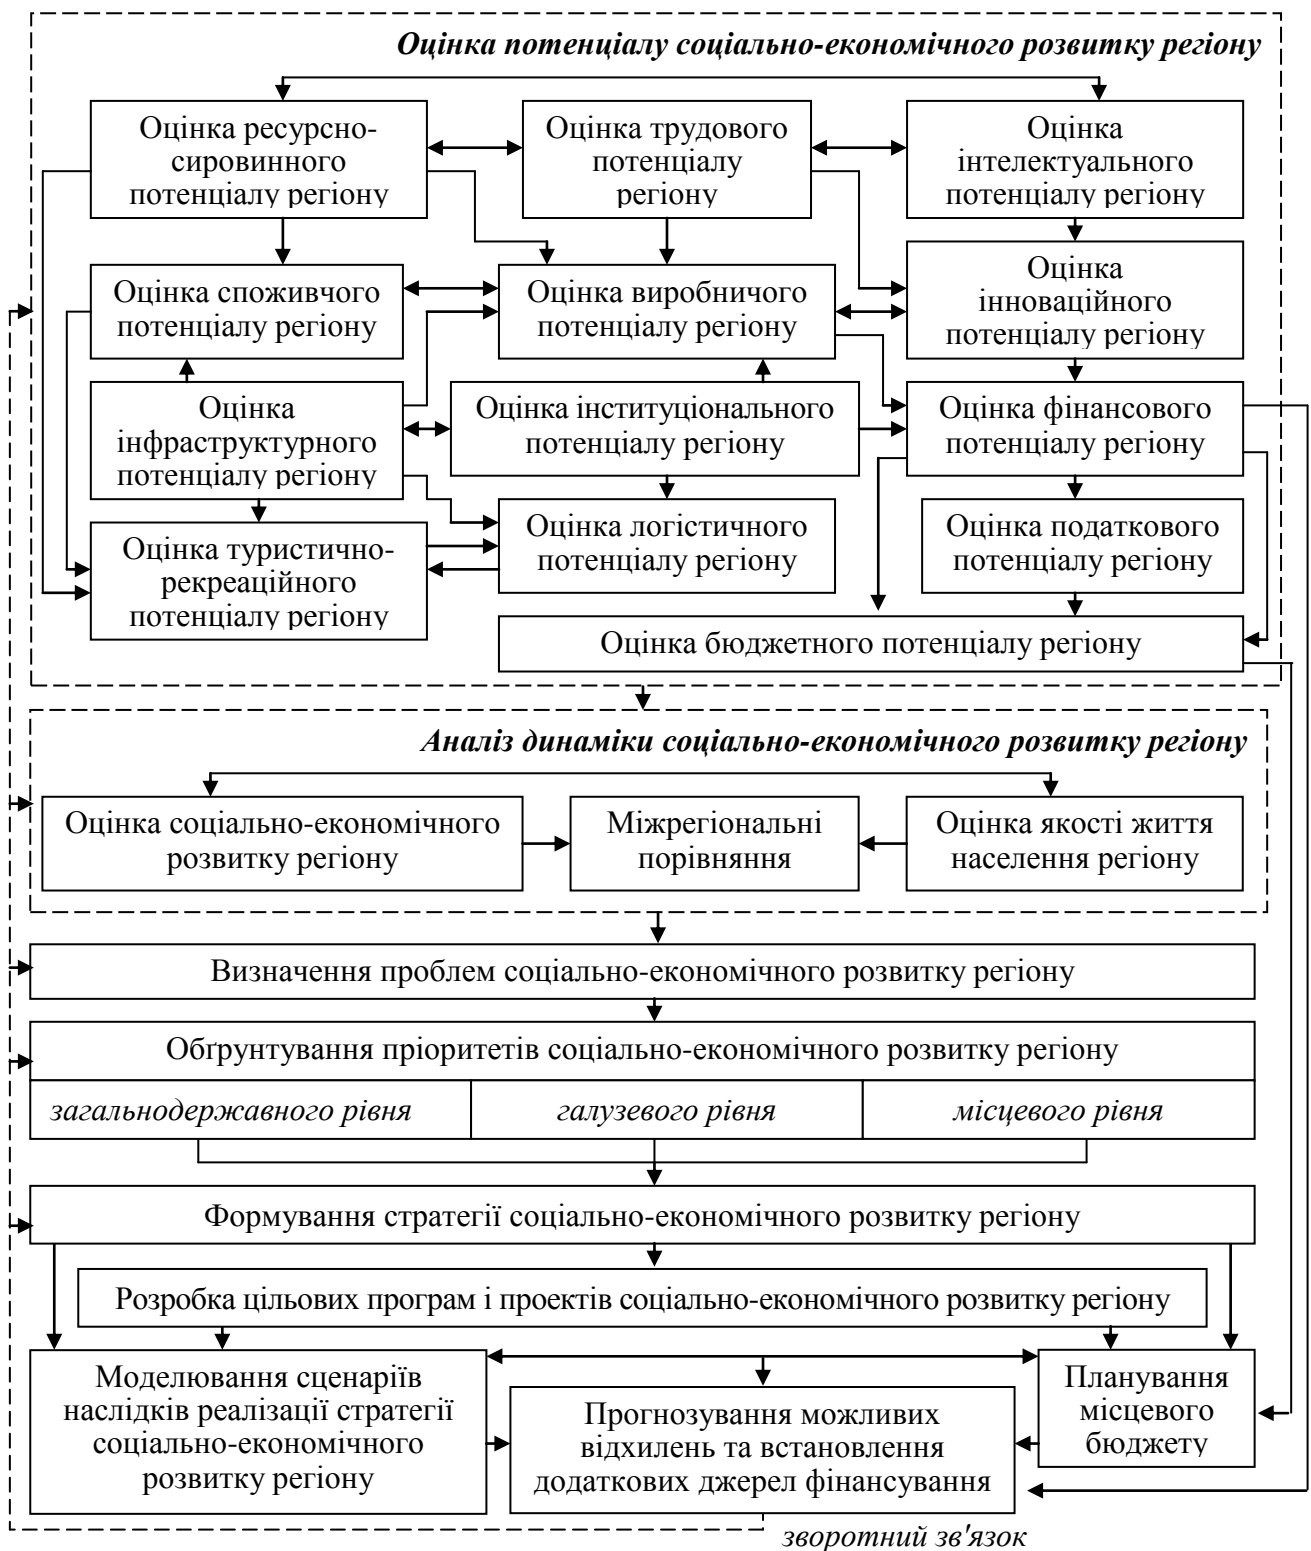 Оцінка потенціалу соціально-економічного розвитку регіону
Оцінка ресурсно-
сировинного
потенціалу регіону
Оцінка трудового
потенціалу
регіону
Оцінка
інтелектуального
потенціалу регіону
Оцінка споживчого
потенціалу регіону
Оцінка виробничого
потенціалу регіону
Оцінка
інноваційного
потенціалу регіону
Оцінка
інфраструктурного
потенціалу регіону
Оцінка інституціонального
потенціалу регіону
Оцінка фінансового
потенціалу регіону
Оцінка туристично-
рекреаційного
потенціалу регіону
Оцінка логістичного
потенціалу регіону
Оцінка податкового
потенціалу регіону
Оцінка бюджетного потенціалу регіону
Аналіз динаміки соціально-економічного розвитку регіону
Оцінка соціально-економічного
розвитку регіону
Міжрегіональні
порівняння
Оцінка якості життя
населення регіону
Визначення проблем соціально-економічного розвитку регіону
Обґрунтування пріоритетів соціально-економічного розвитку регіону
загальнодержавного рівня
галузевого рівня
місцевого рівня
Формування стратегії соціально-економічного розвитку регіону
Розробка цільових програм і проектів соціально-економічного розвитку регіону
Моделювання сценаріїв
наслідків реалізації стратегії
соціально-економічного
розвитку регіону
Прогнозування можливих
відхилень та встановлення
додаткових джерел фінансування
Планування
місцевого
бюджету
зворотний зв'язок